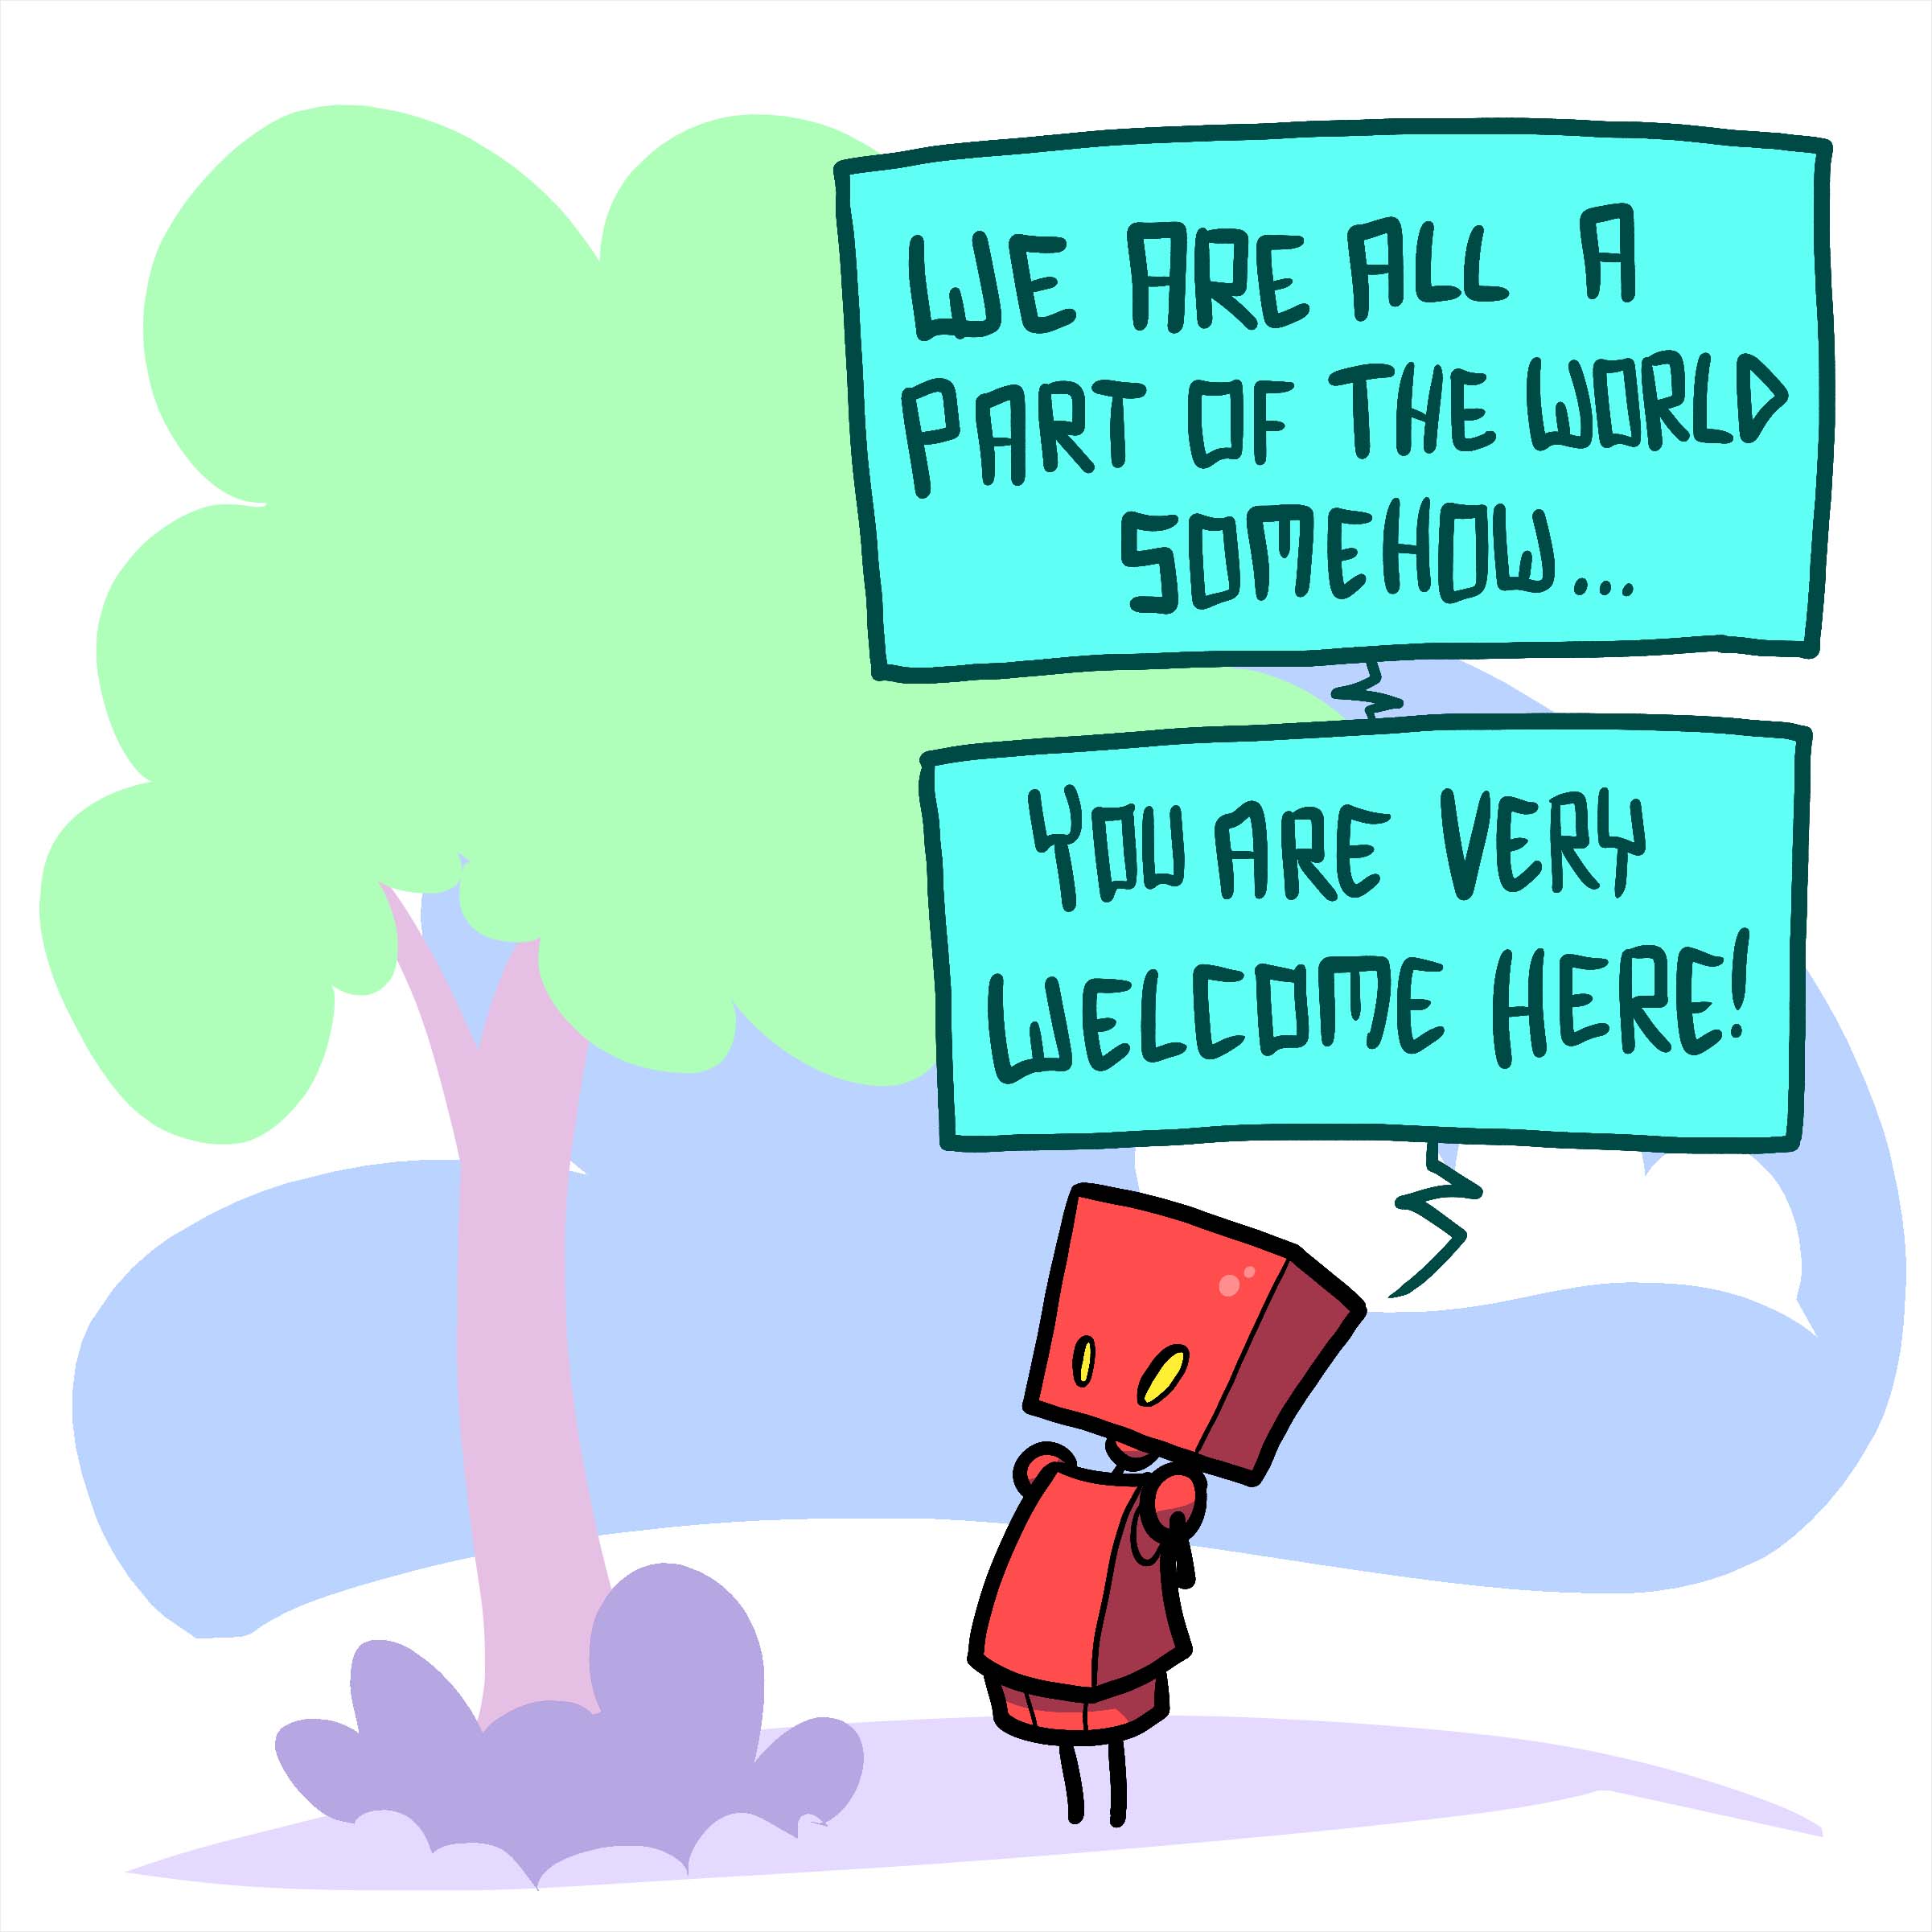 WE ARE ALL A
PART OF THE WORLD
SOMEHOW...
YOU ARE VERY
WELCOME HERE!